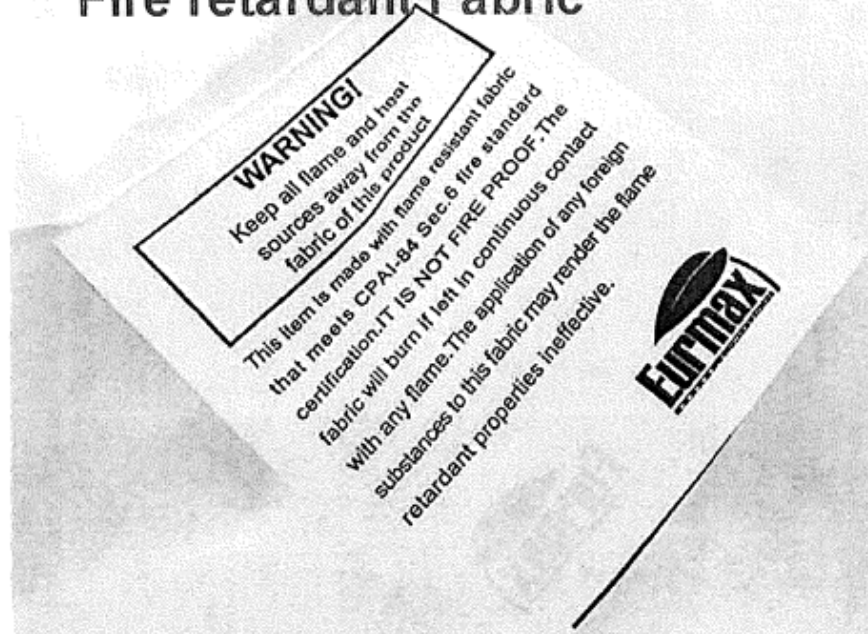 Fire retardant Fabric
WARNING!
Keep all flame and heat
sources away from the
fabric of this product
This item is made with flame resistant fabric
that meets CPAI-84 Sec.6 fire standard
certification.IT IS NOT FIRE PROOF.The
fabric will burn if left in continuous contact
with any flame.The application of any foreign
substances to this fabric may render the flame
retardant properties ineffective.
Eurmax